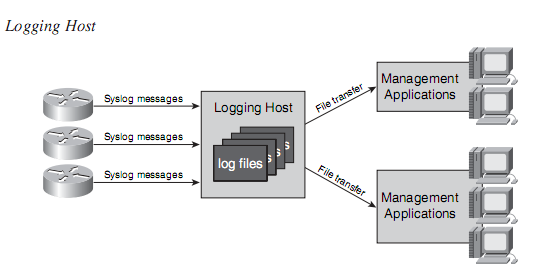 Logging Host
Syslog messages
Syslog messages
Syslog messages
Logging Host
log files
s
s
File transfer
File transfer
Management
Applications
Management
Applications